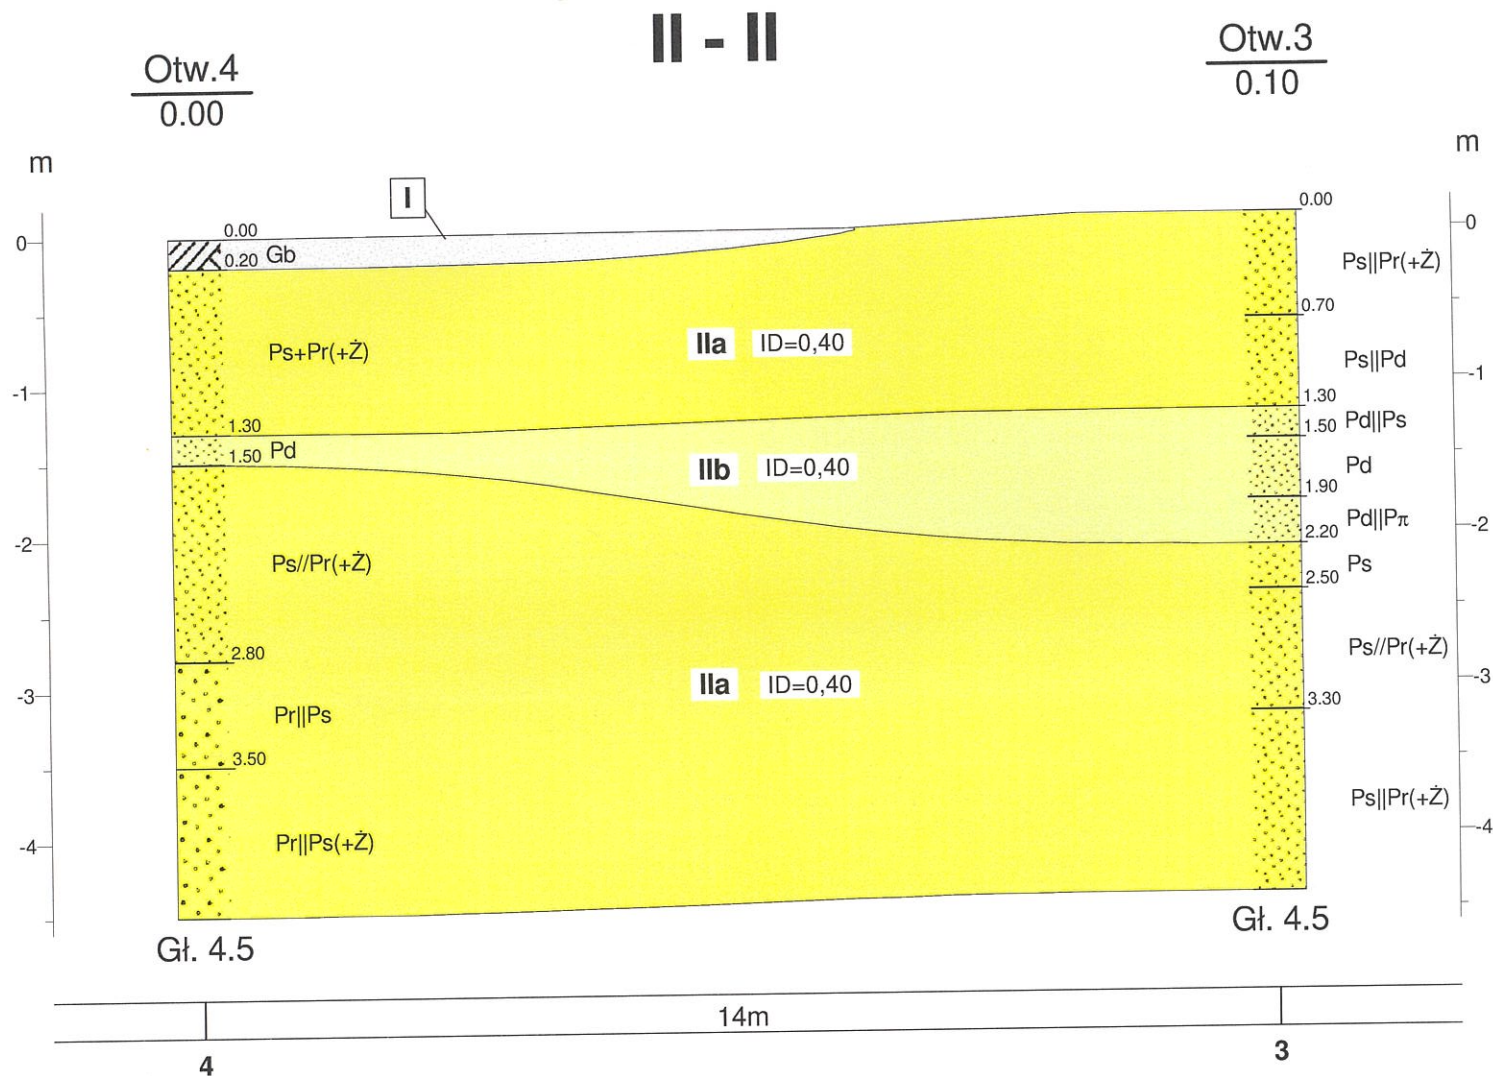 II - II
Otw.4
0.00
Otw.3
0.10
m
m
I
0.00
0.00
0
0
0.20 Gb
Ps||Pr(+Ż)
0.70
Ps+Pr(+Ż)
IIa ID=0,40
Ps||Pd
-1
-1
1.30
1.30
Pd||Ps
1.50 Pd
1.50
IIb ID=0,40
Pd
1.90
Pd||Pπ
-2
-2
2.20
Ps//Pr(+Ż)
Ps
2.50
2.80
Ps//Pr(+Ż)
-3
-3
IIa ID=0,40
3.30
Pr||Ps
3.50
Ps||Pr(+Ż)
Pr||Ps(+Ż)
-4
-4
Gł. 4.5
Gł. 4.5
14m
4
3